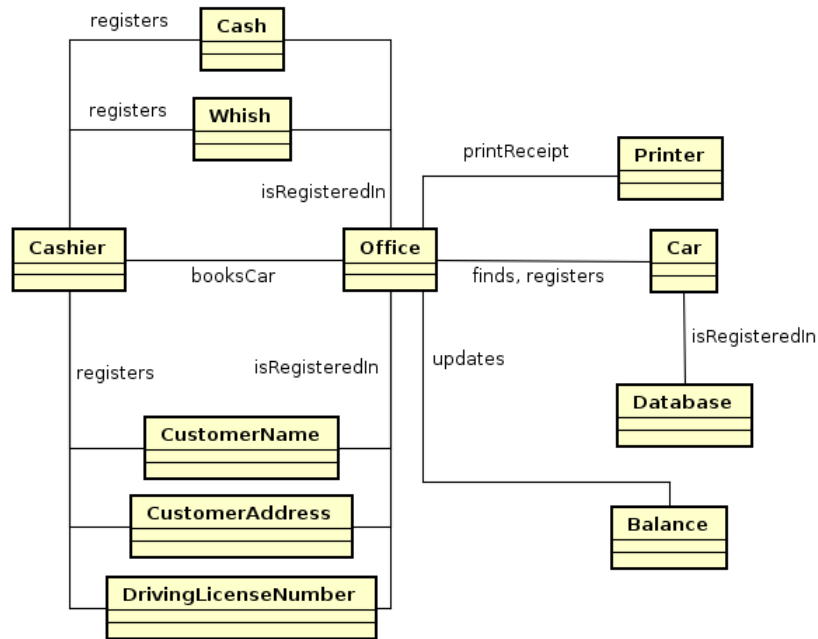 registers
Cash
registers
Whish
printReceipt
Printer
isRegisteredIn
Cashier
Office
Car
booksCar
finds, registers
isRegisteredIn
registers
isRegisteredIn
updates
Database
CustomerName
CustomerAddress
Balance
DrivingLicenseNumber